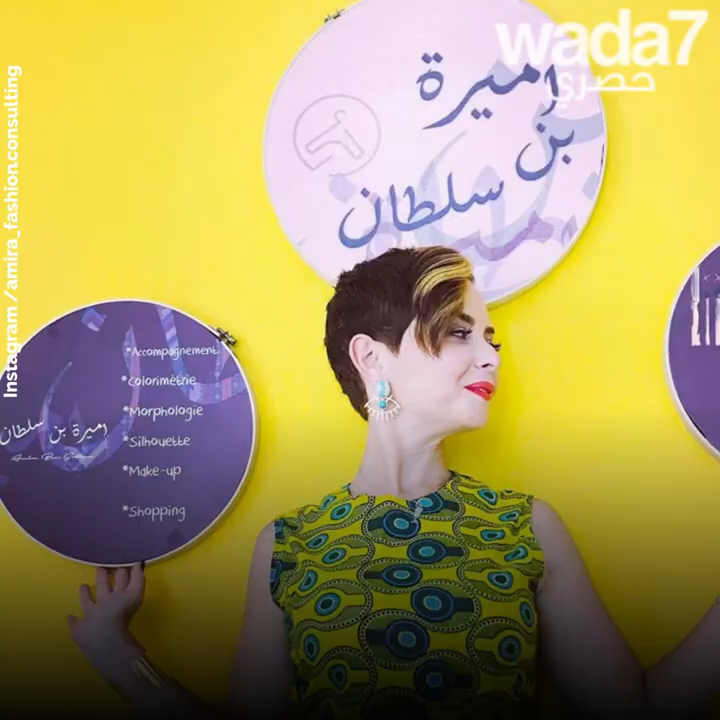 wada7
حصري
Instagram / amira_fashion.consulting
اميرة
بن
سلطان
*Accompagnement
*Colorimétrie
*Morphologie
*Silhouette
*Make-up
*Shopping
اميرة بن سلطان